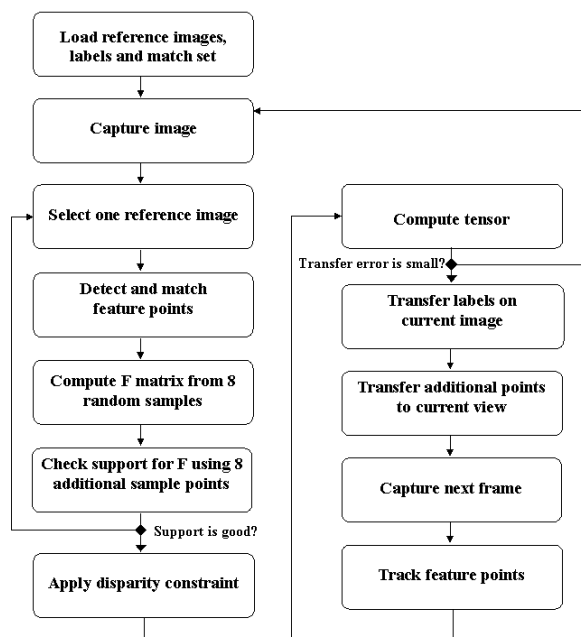 Load reference images,
labels and match set
Capture image
Select one reference image
Detect and match
feature points
Compute F matrix from 8
random samples
Check support for F using 8
additional sample points
Support is good?
Apply disparity constraint
Compute tensor
Transfer error is small?
Transfer labels on
current image
Transfer additional points
to current view
Capture next frame
Track feature points